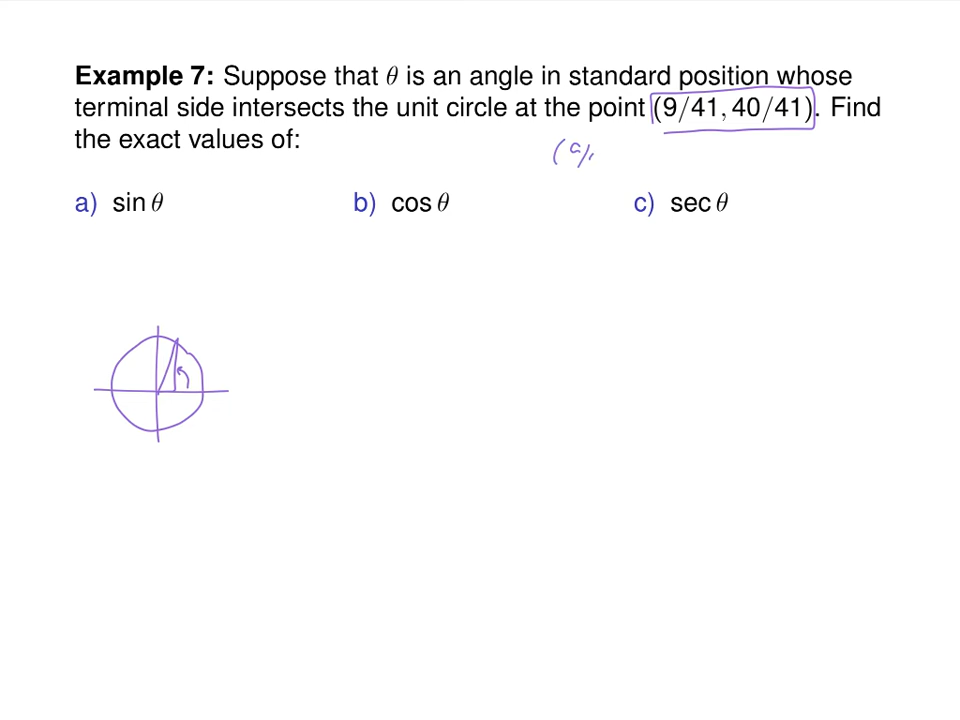 Example 7: Suppose that θ is an angle in standard position whose
terminal side intersects the unit circle at the point (9/41, 40/41). Find
the exact values of:
a) sin θ b) cos θ c) sec θ